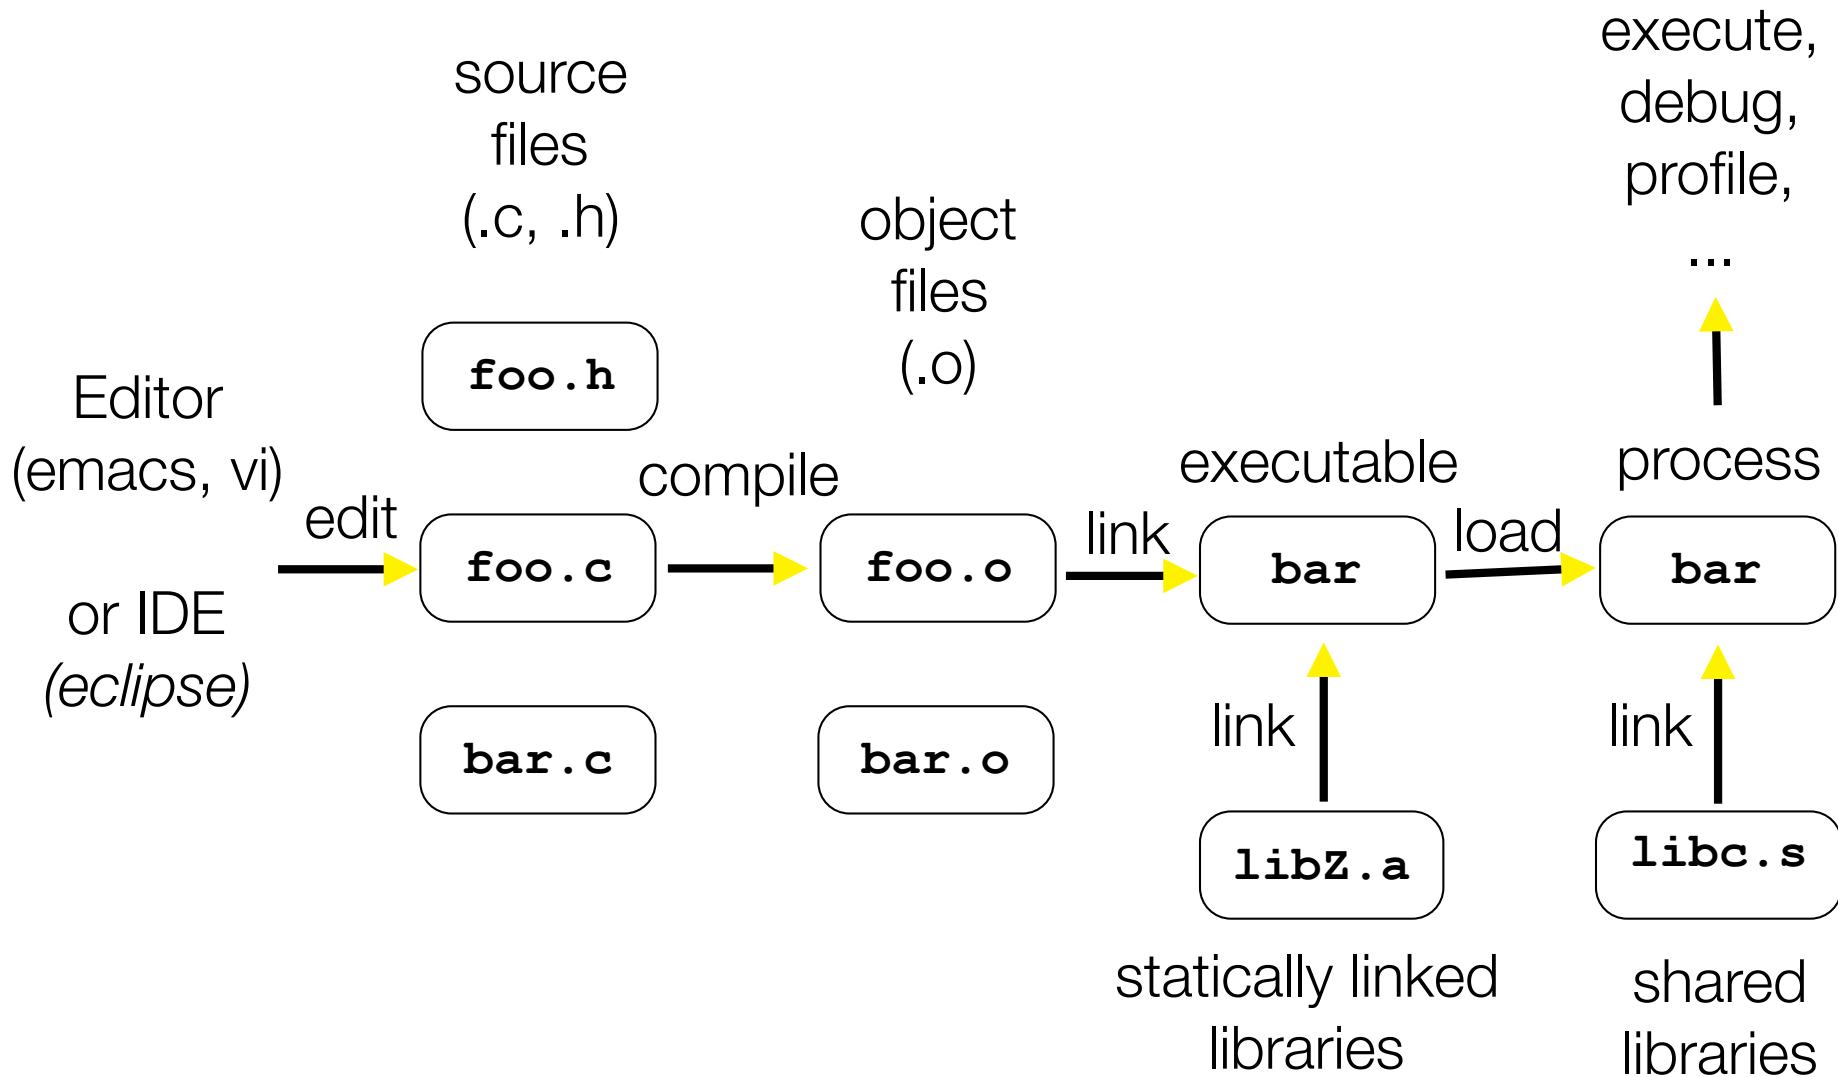 source
files
(.c, .h)
object
files
(.o)
execute,
debug,
profile,
...
Editor
(emacs, vi)
or IDE
(eclipse)
edit
foo.h
foo.c
bar.c
compile
foo.o
bar.o
link
executable
bar
load
process
bar
link
libZ.a
statically linked
libraries
link
libc.s
shared
libraries